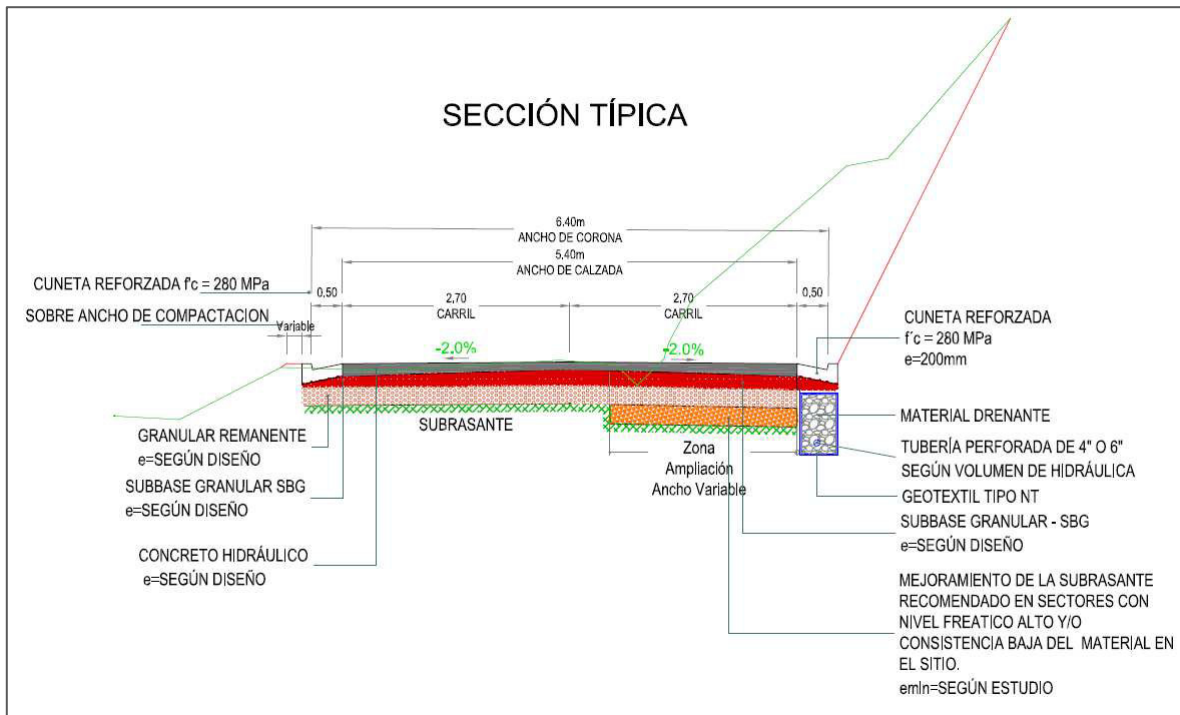 SECCIÓN TÍPICA
6.40m
ANCHO DE CORONA
5.40m
ANCHO DE CALZADA
CUNETA REFORZADA f'c = 280 MPa
0,50
2,70
CARRIL
2,70
CARRIL
0,50
SOBRE ANCHO DE COMPACTACION
Variable
-2.0%
-2.0%
CUNETA REFORZADA
f´c = 280 MPa
e=200mm
GRANULAR REMANENTE
e=SEGÚN DISEÑO
SUBBASE GRANULAR SBG
e=SEGÚN DISEÑO
CONCRETO HIDRÁULICO
e=SEGÚN DISEÑO
SUBRASANTE
Zona
Ampliación
Ancho Variable
MATERIAL DRENANTE
TUBERÍA PERFORADA DE 4" O 6"
SEGÚN VOLUMEN DE HIDRÁULICA
GEOTEXTIL TIPO NT
SUBBASE GRANULAR - SBG
e=SEGÚN DISEÑO
MEJORAMIENTO DE LA SUBRASANTE
RECOMENDADO EN SECTORES CON
NIVEL FREATICO ALTO Y/O
CONSISTENCIA BAJA DEL MATERIAL EN
EL SITIO.
emin=SEGÚN ESTUDIO